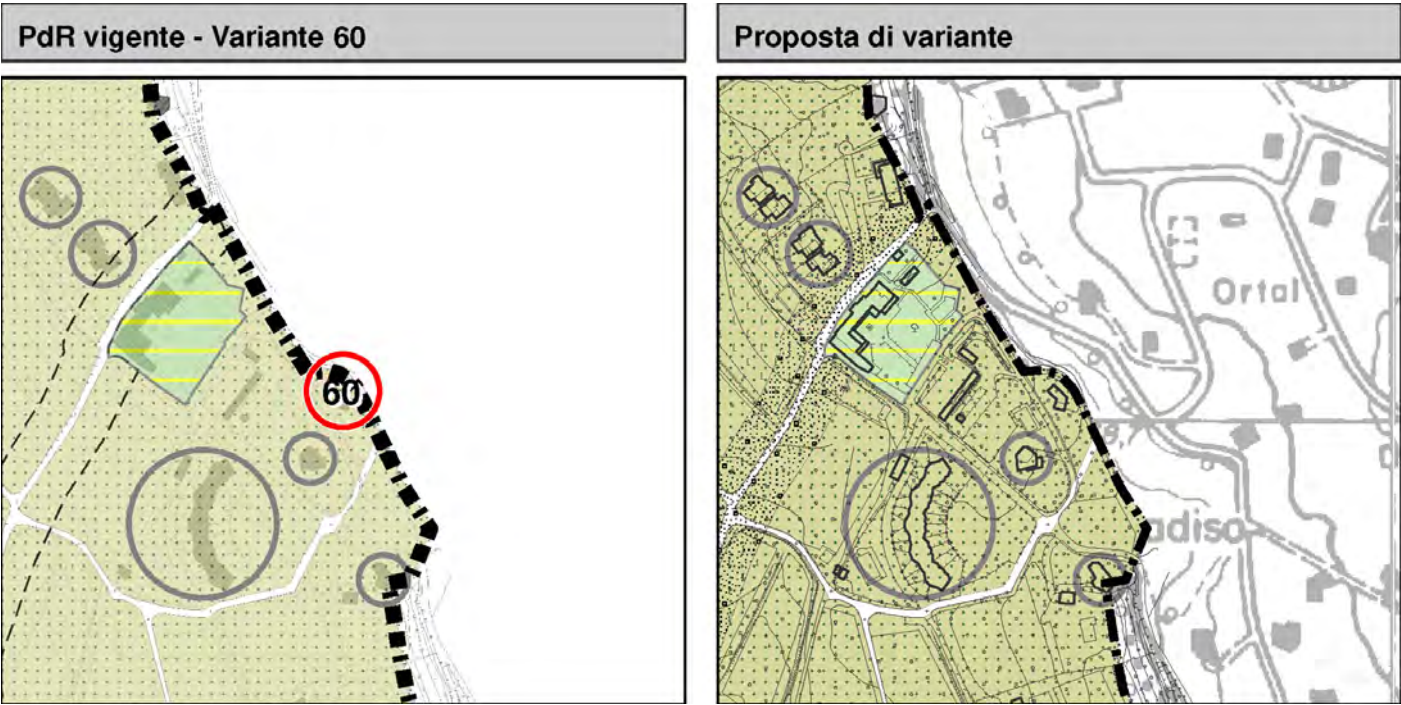 PdR vigente - Variante 60
Proposta di variante
60
Ortal
adiso